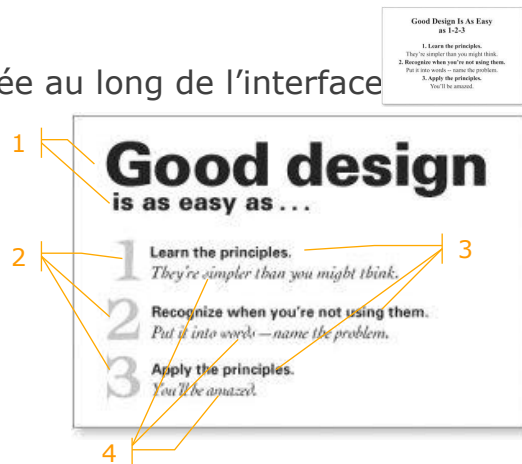 Good Design Is As Easy
as 1-2-3
1. Learn the principles.
They're simpler than you might think.
2. Recognize when you're not using them.
Put it into words – name the problem.
3. Apply the principles.
You'll be amazed.
ée au long de l'interface
1
Good design
is as easy as . . .
2
3
1 Learn the principles.
They're simpler than you might think.
2 Recognize when you're not using them.
Put it into words—name the problem.
3 Apply the principles.
You'll be amazed.
4